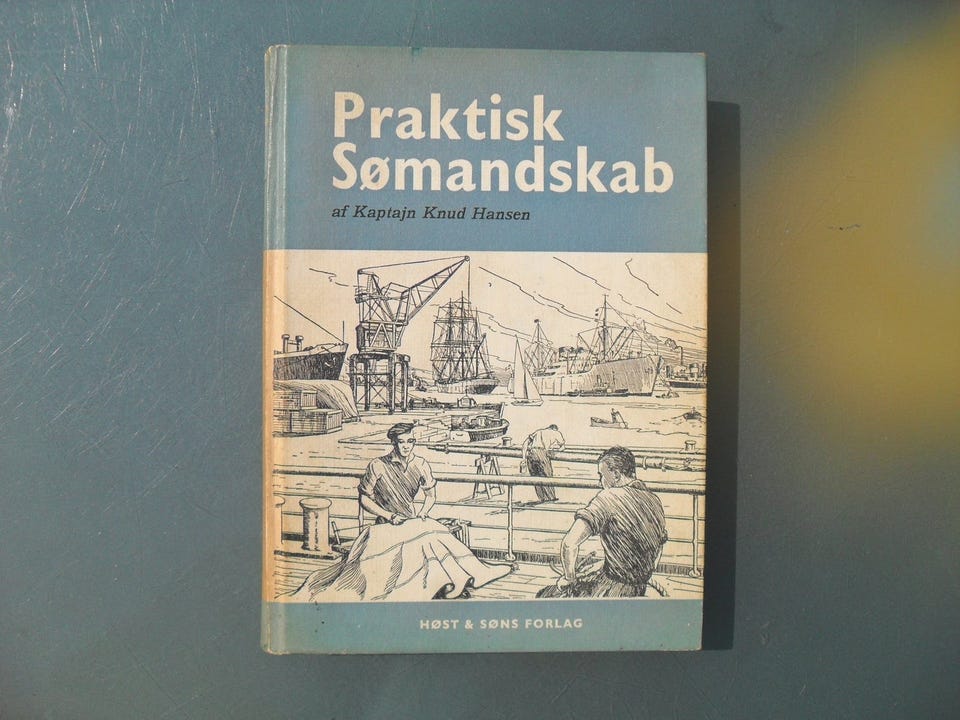 Praktisk
Sømandskab
af Kaptajn Knud Hansen
HØST & SØNS FORLAG